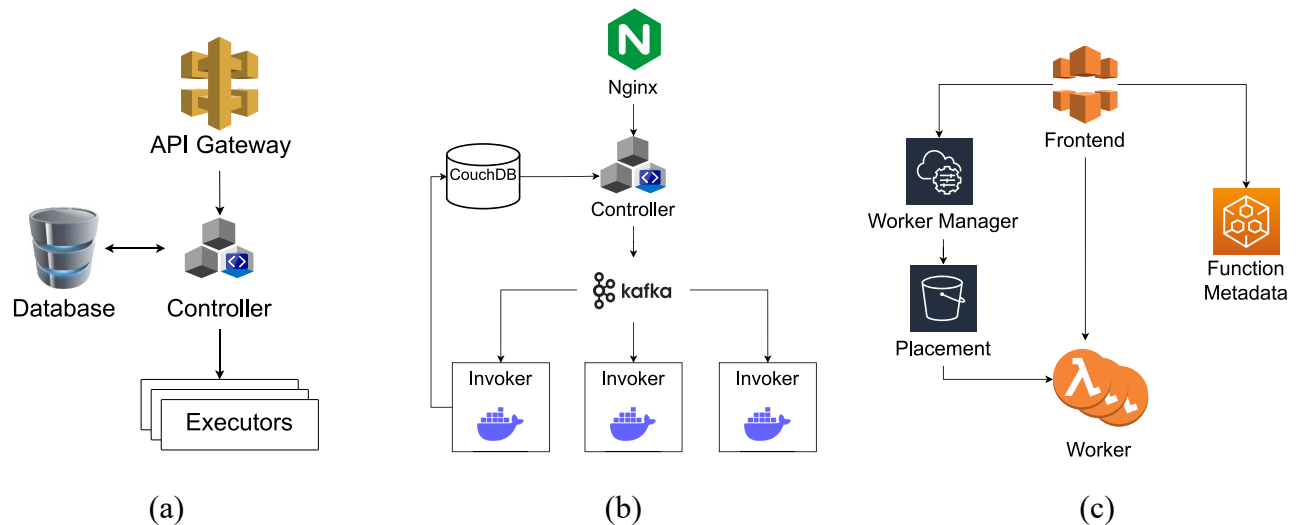 API Gateway
Database
Controller
Executors
(a)
N
Nginx
CouchDB
Controller
kafka
Invoker
Invoker
Invoker
(b)
Frontend
Worker Manager
Placement
Function
Metadata
λ
Worker
(c)